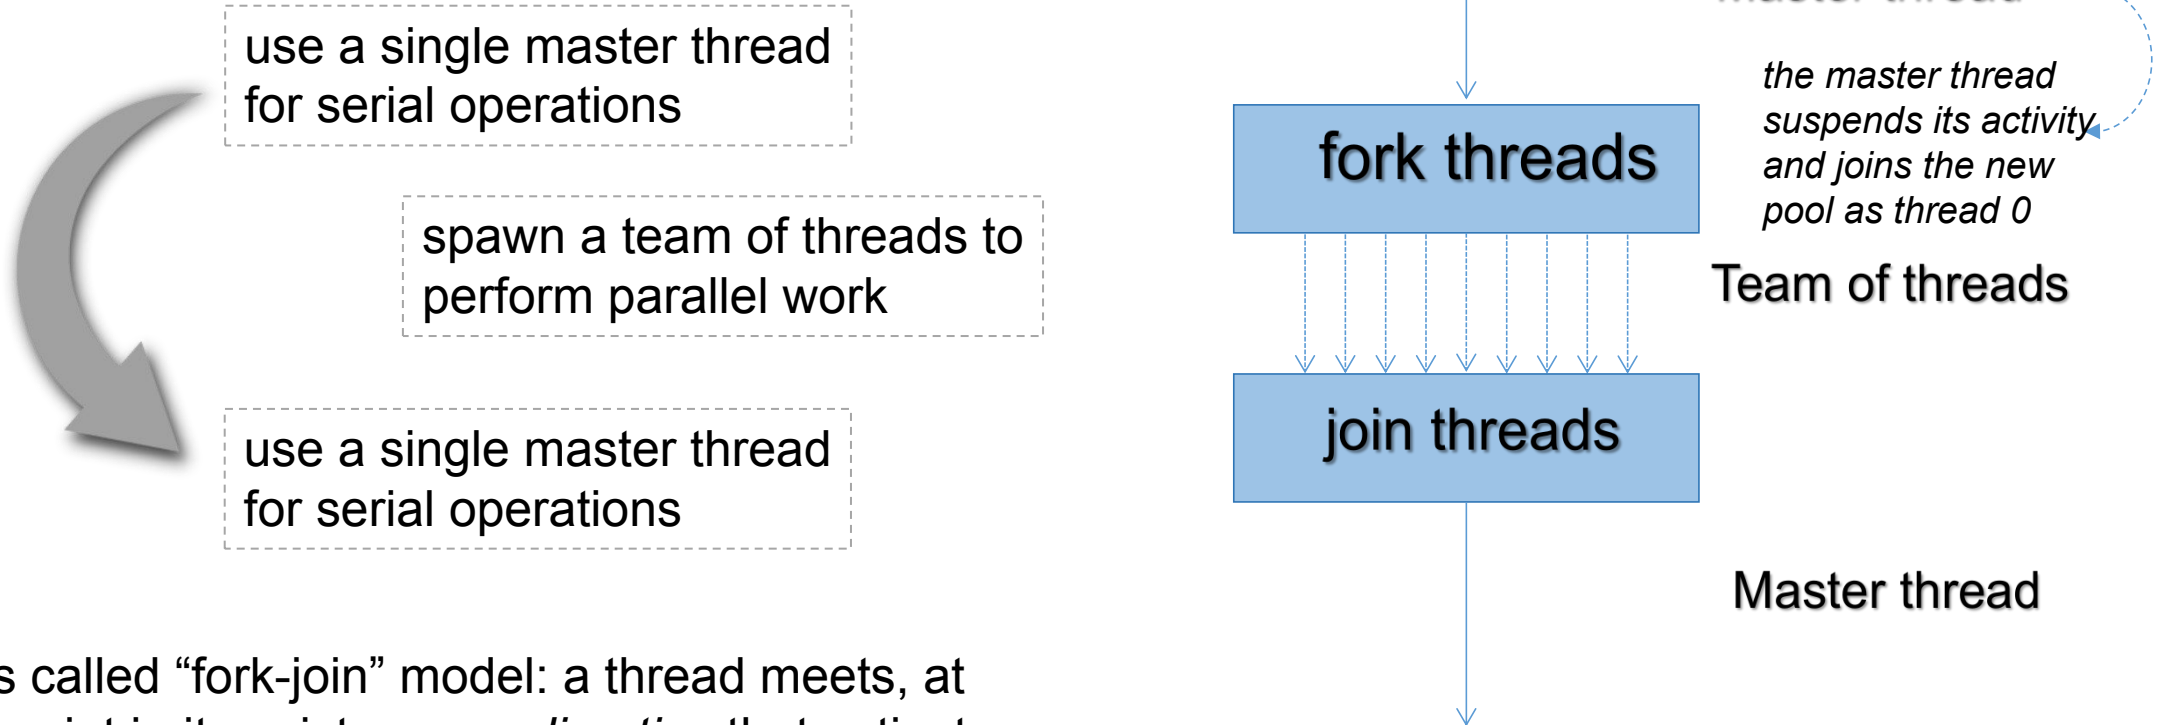 use a single master thread
for serial operations
spawn a team of threads to
perform parallel work
use a single master thread
for serial operations
s called “fork-join” model: a thread meets, at
thread
the master thread
suspends its activity
and joins the new
pool as thread 0
fork threads
Team of threads
join threads
Master thread